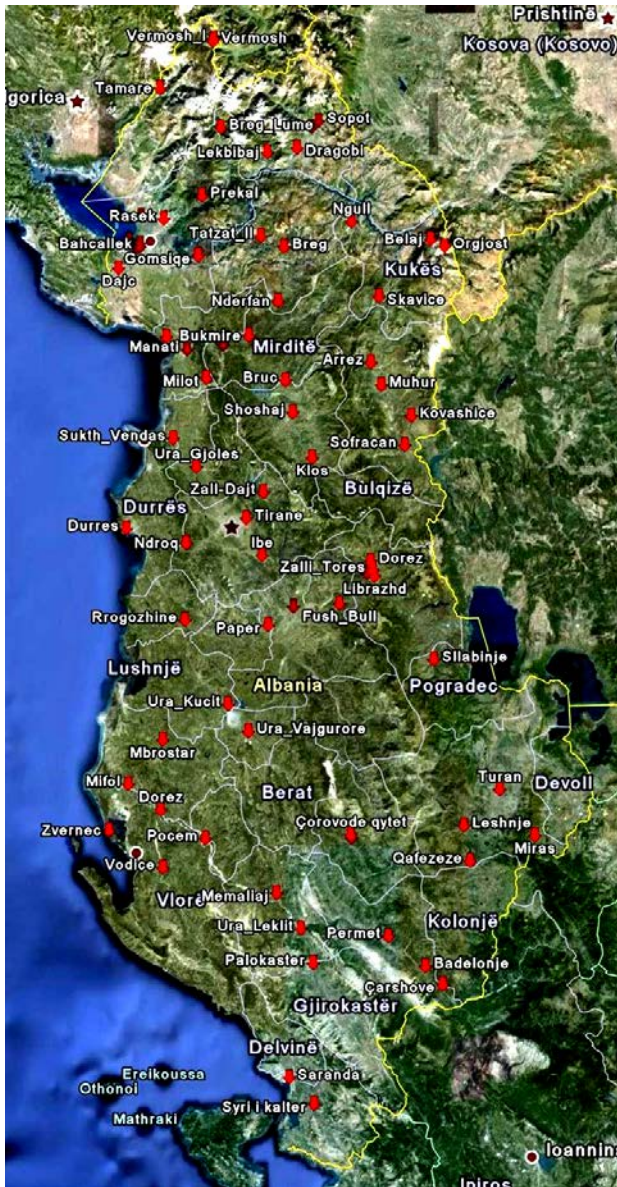 Prishtinë
Vermosh_I
Vermosh
Kosova (Kosovo)
Tamare
igorica
Breg_Lume
Sopot
Lekbibaj
Dragobi
Prekal
Rasek
Ngull
Tatzat_II
Belaj
Bahcallek
Breg
Orgjost
Gomsiqe
Kukës
Dajc
Nderfan
Skavice
Bukmire
Manati
Mirditë
Arrez
Milot
Bruc
Muhur
Shoshaj
Kovashice
Sukth_Vendas
Sofracan
Ura_Gjoles
Klos
Zall-Dajt
Bulqizë
Durrës
Tirane
Durres
Ndroq
Ibe
Dorez
Zalli_Tores
Librazhd
Rrogozhine
Paper
Fush_Bull
Sllabinje
Lushnjë
Albania
Pogradec
Ura_Kucit
Ura_Vajgurore
Mbrostar
Mifol
Turan
Devoll
Dorez
Berat
Zvernec
Pocem
Çorovode qytet
Leshnje
Miras
Vodice
Qafezeze
Vlorë
Memaliaj
Ura_Leklit
Permet
Kolonjë
Palokaster
Badelonje
Çarshove
Gjirokastër
Delvinë
Ereikoussa
Othonoi
Saranda
Mathraki
Syri i kalter
Ioannina
Ipiros